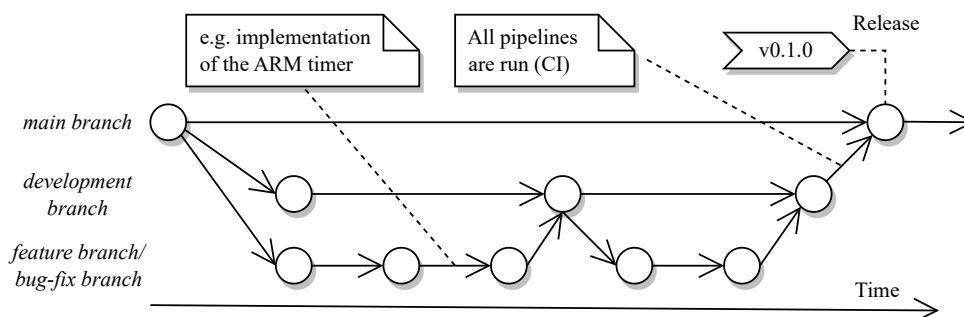 e.g. implementation
of the ARM timer
All pipelines
are run (CI)
Release
v0.1.0
main branch
development
branch
feature branch/
bug-fix branch
Time